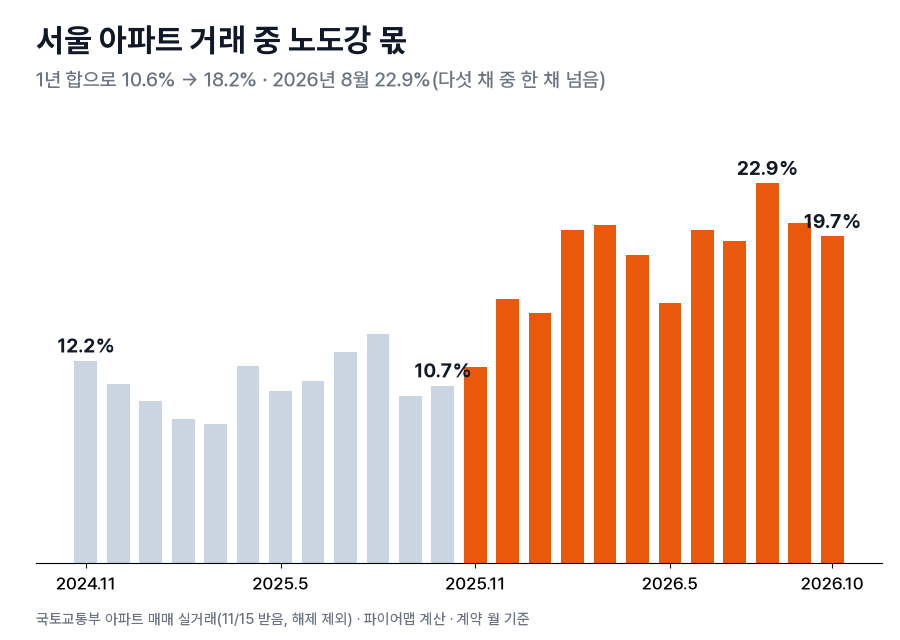 서울 아파트 거래 중 노도강 몫
1년 합으로 10.6% → 18.2% · 2026년 8월 22.9%(다섯 채 중 한 채 넘음)
22.9%
19.7%
12.2%
10.7%
2024.11 2025.5 2025.11 2026.5 2026.10
국토교통부 아파트 매매 실거래(11/15 받음, 해제 제외) · 파이어맵 계산 · 계약 월 기준